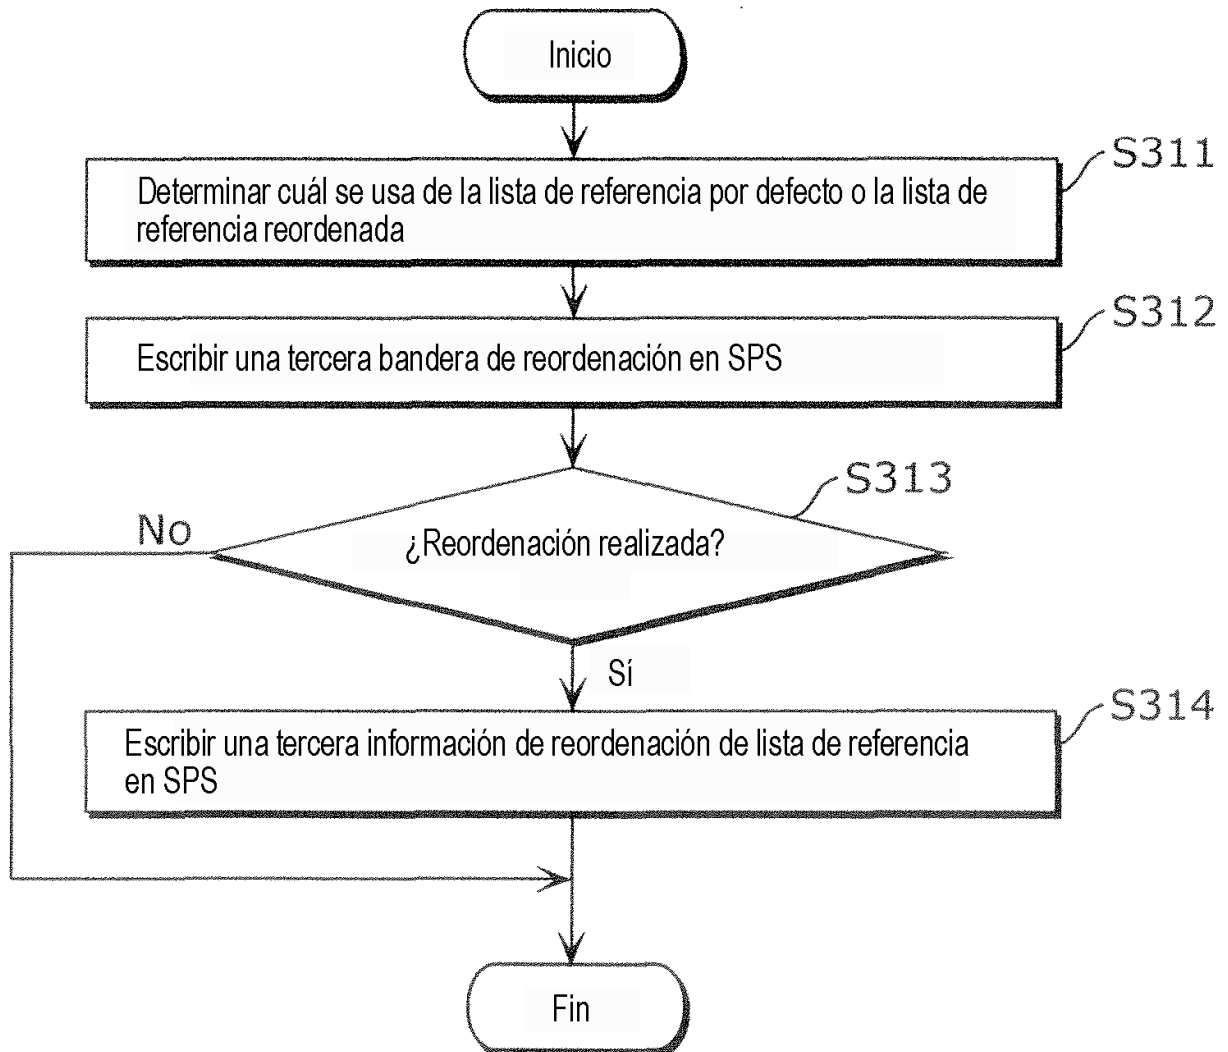 Inicio
S311
Determinar cuál se usa de la lista de referencia por defecto o la lista de
referencia reordenada
S312
Escribir una tercera bandera de reordenación en SPS
S313
No
¿Reordenación realizada?
Sí
S314
Escribir una tercera información de reordenación de lista de referencia
en SPS
Fin